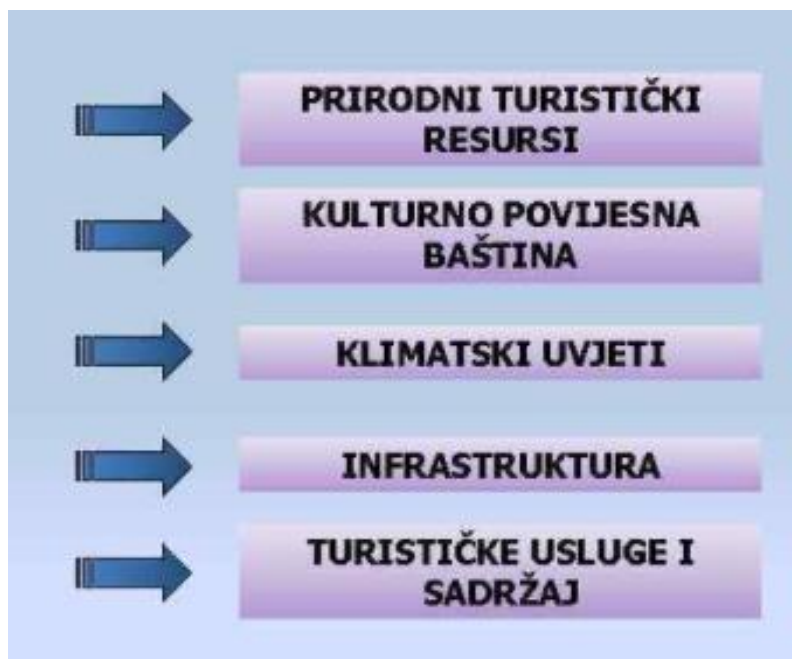 PRIRODNI TURISTIČKI
RESURSI
KULTURNO POVIJESNA
BAŠTINA
KLIMATSKI UVJETI
INFRASTRUKTURA
TURISTIČKE USLUGE I
SADRŽAJ